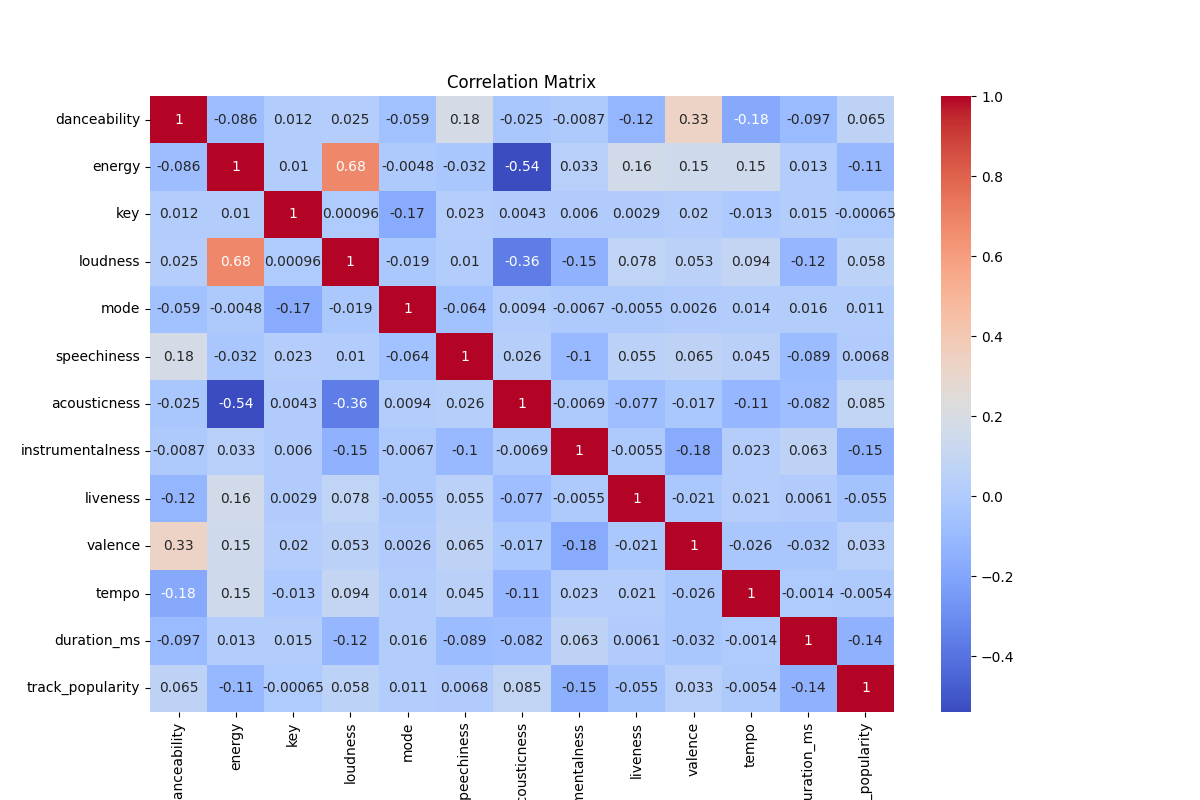 Correlation Matrix
danceability 1 -0.086 0.012 0.025 -0.059 0.18 -0.025 -0.0087 -0.12 0.33 -0.18 -0.097 0.065
energy -0.086 1 0.01 0.68 -0.0048 -0.032 -0.54 0.033 0.16 0.15 0.15 0.013 -0.11
key 0.012 0.01 1 0.00096 -0.17 0.023 0.0043 0.006 0.0029 0.02 -0.013 0.015 -0.00065
loudness 0.025 0.68 0.00096 1 -0.019 0.01 -0.36 -0.15 0.078 0.053 0.094 -0.12 0.058
mode -0.059 -0.0048 -0.17 -0.019 1 -0.064 0.0094 -0.0067 -0.0055 0.0026 0.014 0.016 0.011
speechiness 0.18 -0.032 0.023 0.01 -0.064 1 0.026 -0.1 0.055 0.065 0.045 -0.089 0.0068
acousticness -0.025 -0.54 0.0043 -0.36 0.0094 0.026 1 -0.0069 -0.077 -0.017 -0.11 -0.082 0.085
instrumentalness -0.0087 0.033 0.006 -0.15 -0.0067 -0.1 -0.0069 1 -0.0055 -0.18 0.023 0.063 -0.15
liveness -0.12 0.16 0.0029 0.078 -0.0055 0.055 -0.077 -0.0055 1 -0.021 0.021 0.0061 -0.055
valence 0.33 0.15 0.02 0.053 0.0026 0.065 -0.017 -0.18 -0.021 1 -0.026 -0.032 0.033
tempo -0.18 0.15 -0.013 0.094 0.014 0.045 -0.11 0.023 0.021 -0.026 1 -0.0014 -0.0054
duration_ms -0.097 0.013 0.015 -0.12 0.016 -0.089 -0.082 0.063 0.0061 -0.032 -0.0014 1 -0.14
track_popularity 0.065 -0.11 -0.00065 0.058 0.011 0.0068 0.085 -0.15 -0.055 0.033 -0.0054 -0.14 1
anceability
energy
key
loudness
mode
peechiness
cousticness
mentalness
liveness
valence
tempo
uration_ms
_popularity
1.0
0.8
0.6
0.4
0.2
0.0
−0.2
−0.4